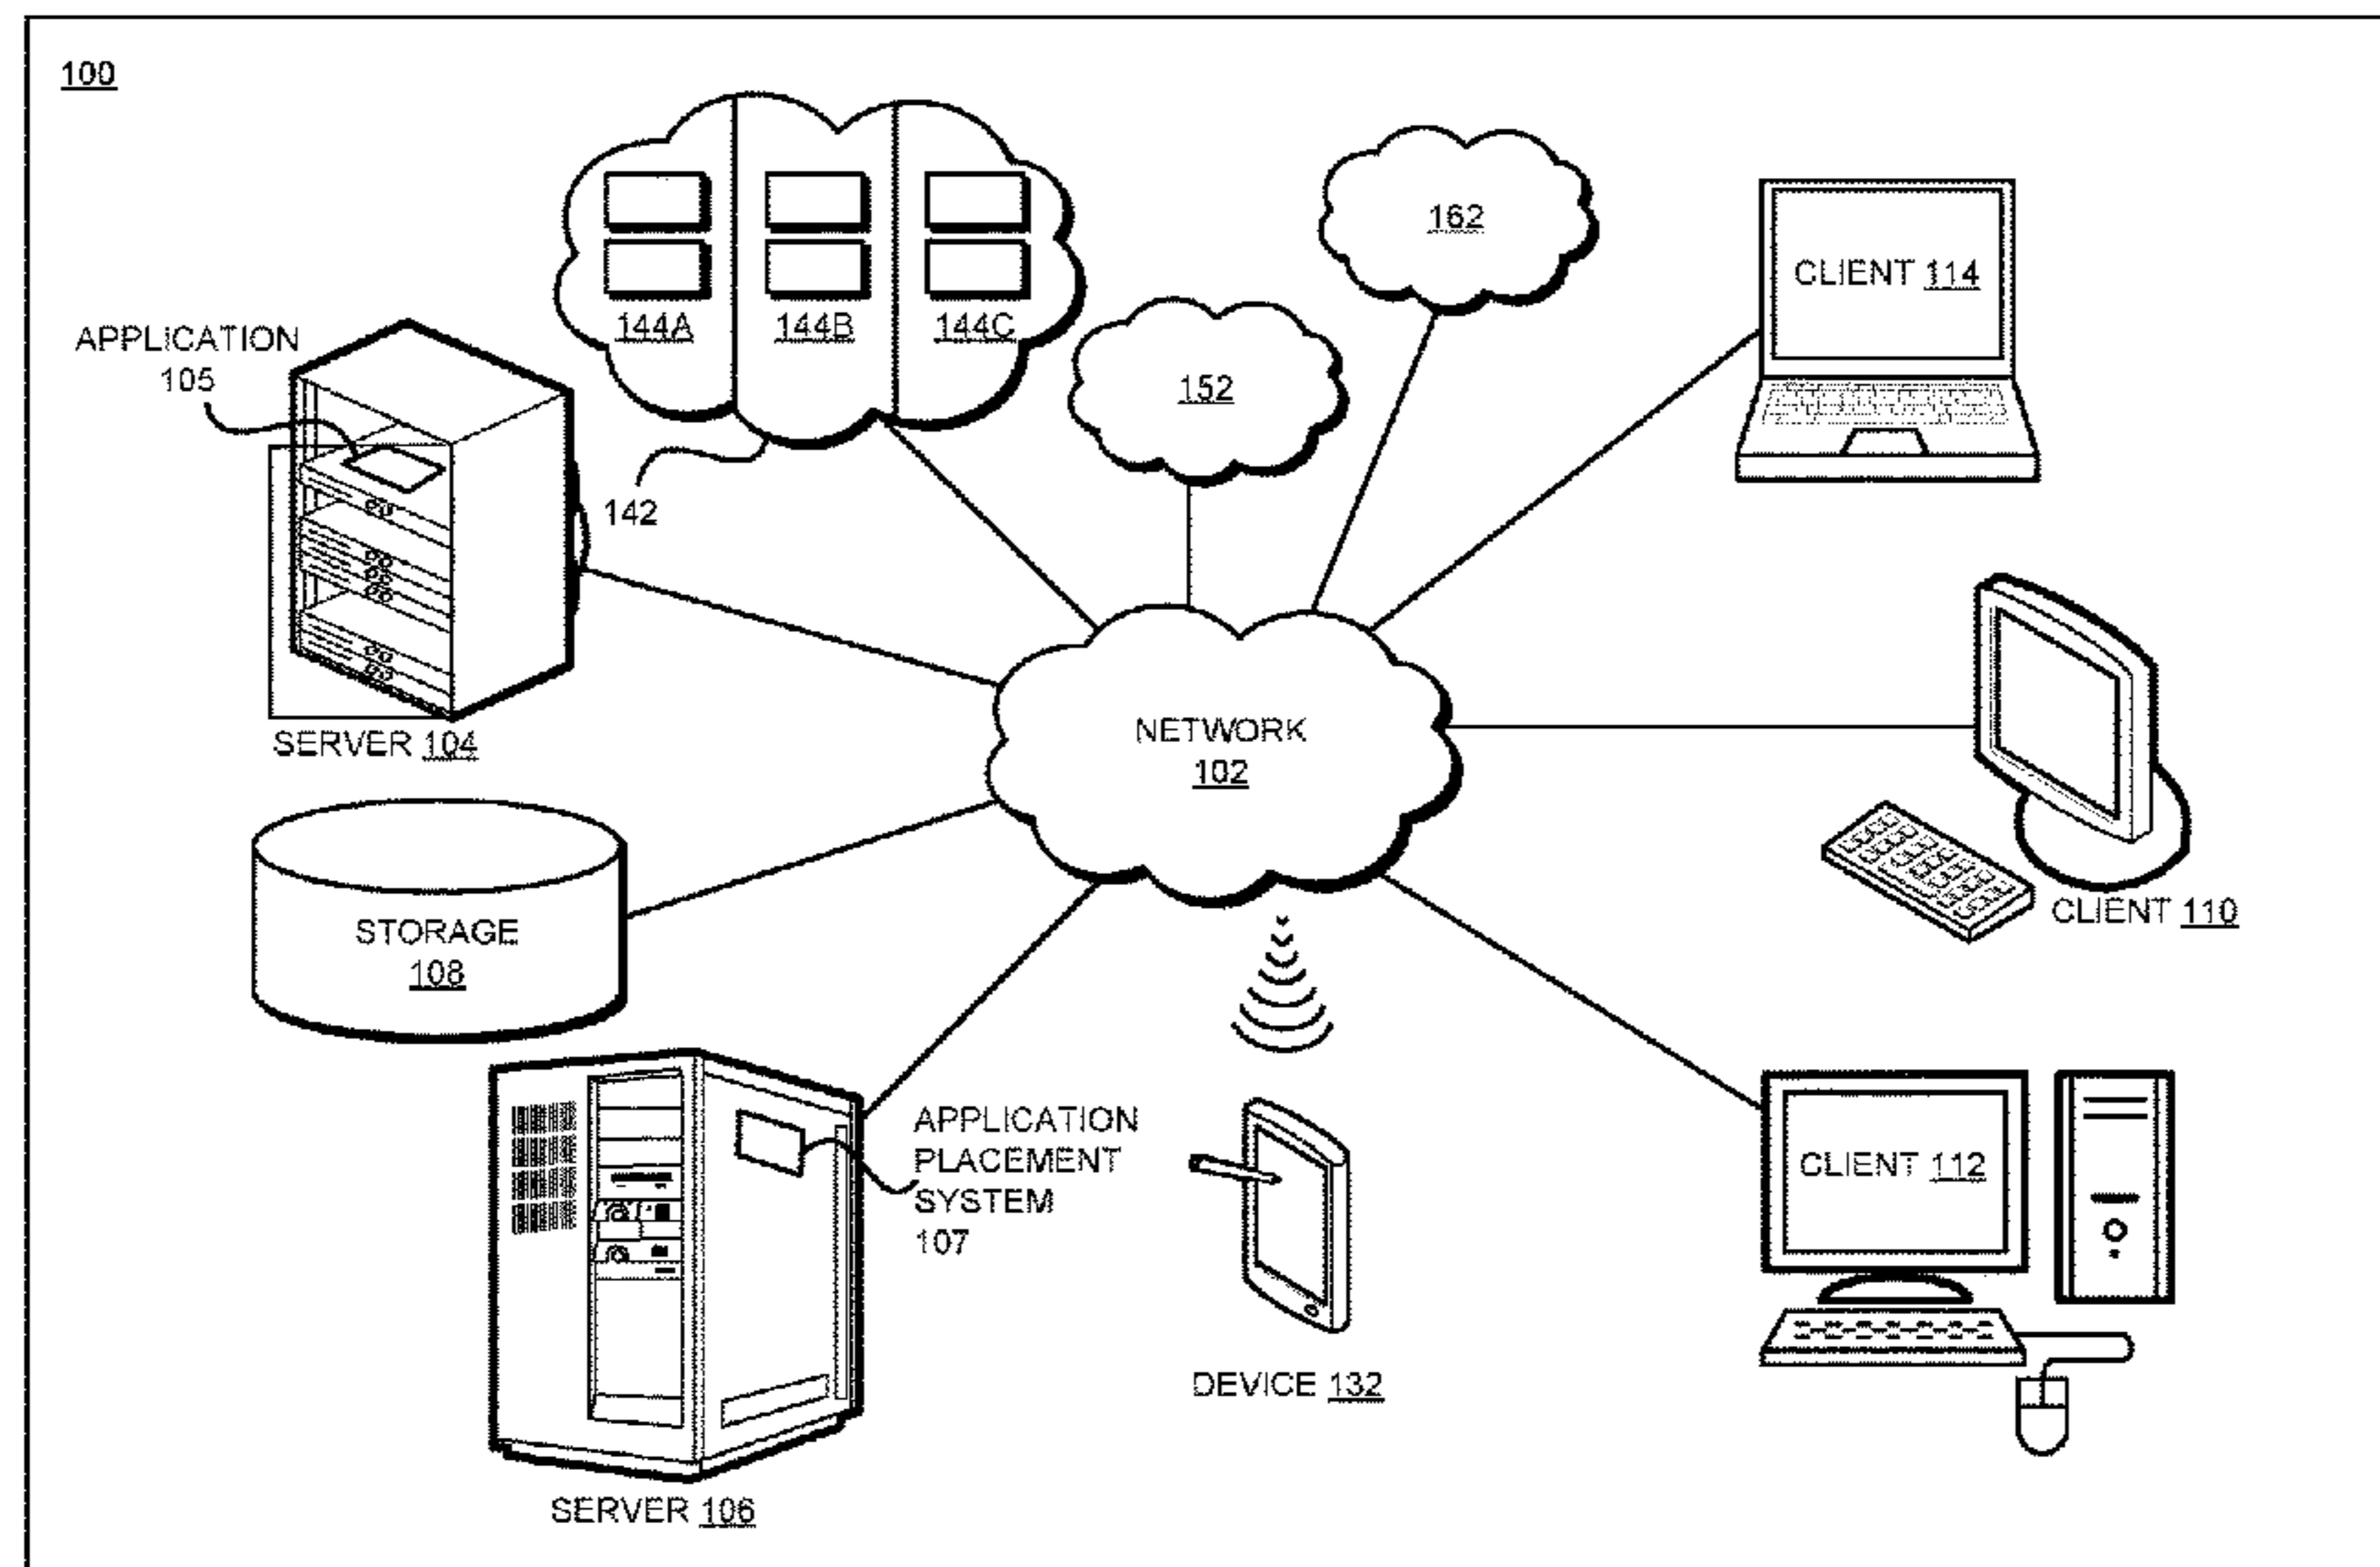 100
162
CLIENT 114
144A 144B 144C
APPLICATION
105
152
142
SERVER 104
NETWORK
102
CLIENT 110
STORAGE
108
APPLICATION
PLACEMENT
SYSTEM
107
CLIENT 112
DEVICE 132
SERVER 106